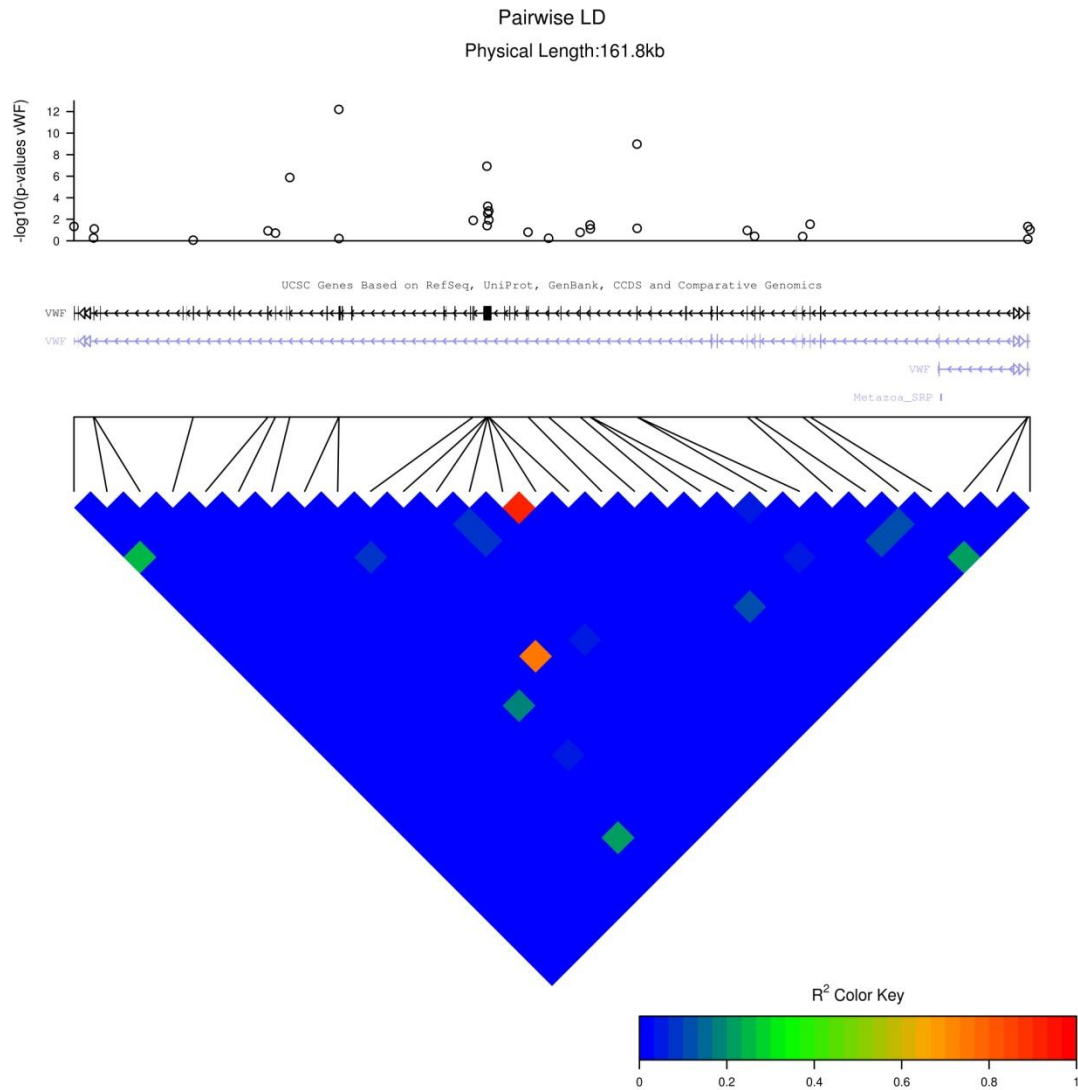 Pairwise LD
Physical Length:161.8kb
-log10(p-values vWF)
12
10
8
6
4
2
0
UCSC Genes Based on RefSeq, UniProt, GenBank, CCDS and Comparative Genomics
VWF
VWF
VWF
Metazoa_SRP
R² Color Key
0 0.2 0.4 0.6 0.8 1